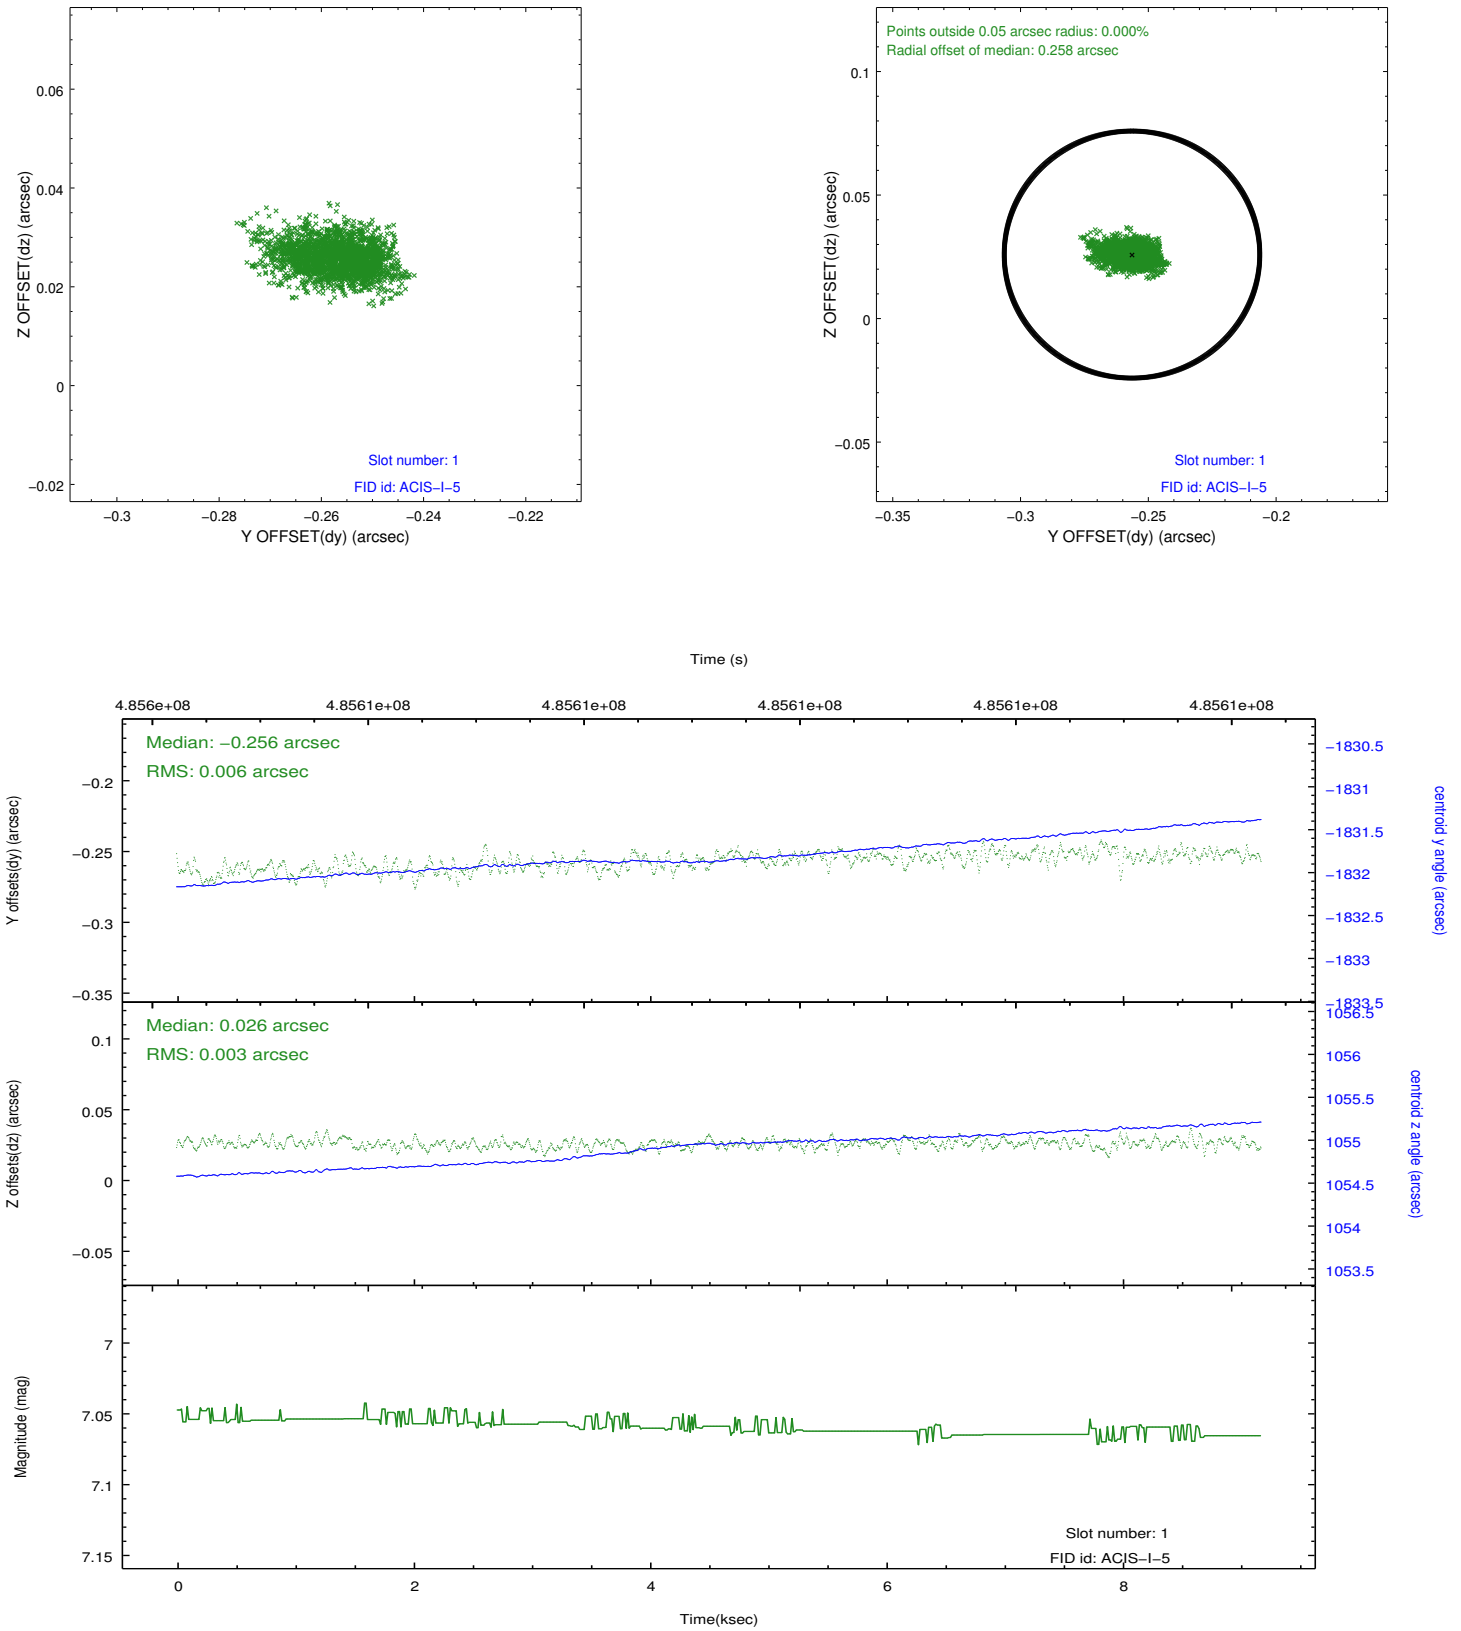 0.06
0.04
0.02
0
−0.02
Z OFFSET(dz) (arcsec)
Slot number: 1
FID id: ACIS−I−5
−0.3
−0.28
−0.26
−0.24
−0.22
Y OFFSET(dy) (arcsec)
Points outside 0.05 arcsec radius: 0.000%
Radial offset of median: 0.258 arcsec
0.1
0.05
0
−0.05
Z OFFSET(dz) (arcsec)
Slot number: 1
FID id: ACIS−I−5
−0.35
−0.3
−0.25
−0.2
Y OFFSET(dy) (arcsec)
Time (s)
4.856e+08
4.8561e+08
4.8561e+08
4.8561e+08
4.8561e+08
4.8561e+08
Median: −0.256 arcsec
RMS: 0.006 arcsec
−0.2
−0.25
−0.3
−0.35
Y offsets(dy) (arcsec)
−1830.5
−1831
−1831.5
−1832
−1832.5
−1833
−1833.5
centroid y angle (arcsec)
Median: 0.026 arcsec
RMS: 0.003 arcsec
0.1
0.05
0
−0.05
Z offsets(dz) (arcsec)
1056.5
1056
1055.5
1055
1054.5
1054
1053.5
centroid z angle (arcsec)
7
7.05
7.1
7.15
Magnitude (mag)
Slot number: 1
FID id: ACIS−I−5
0
2
4
6
8
Time(ksec)